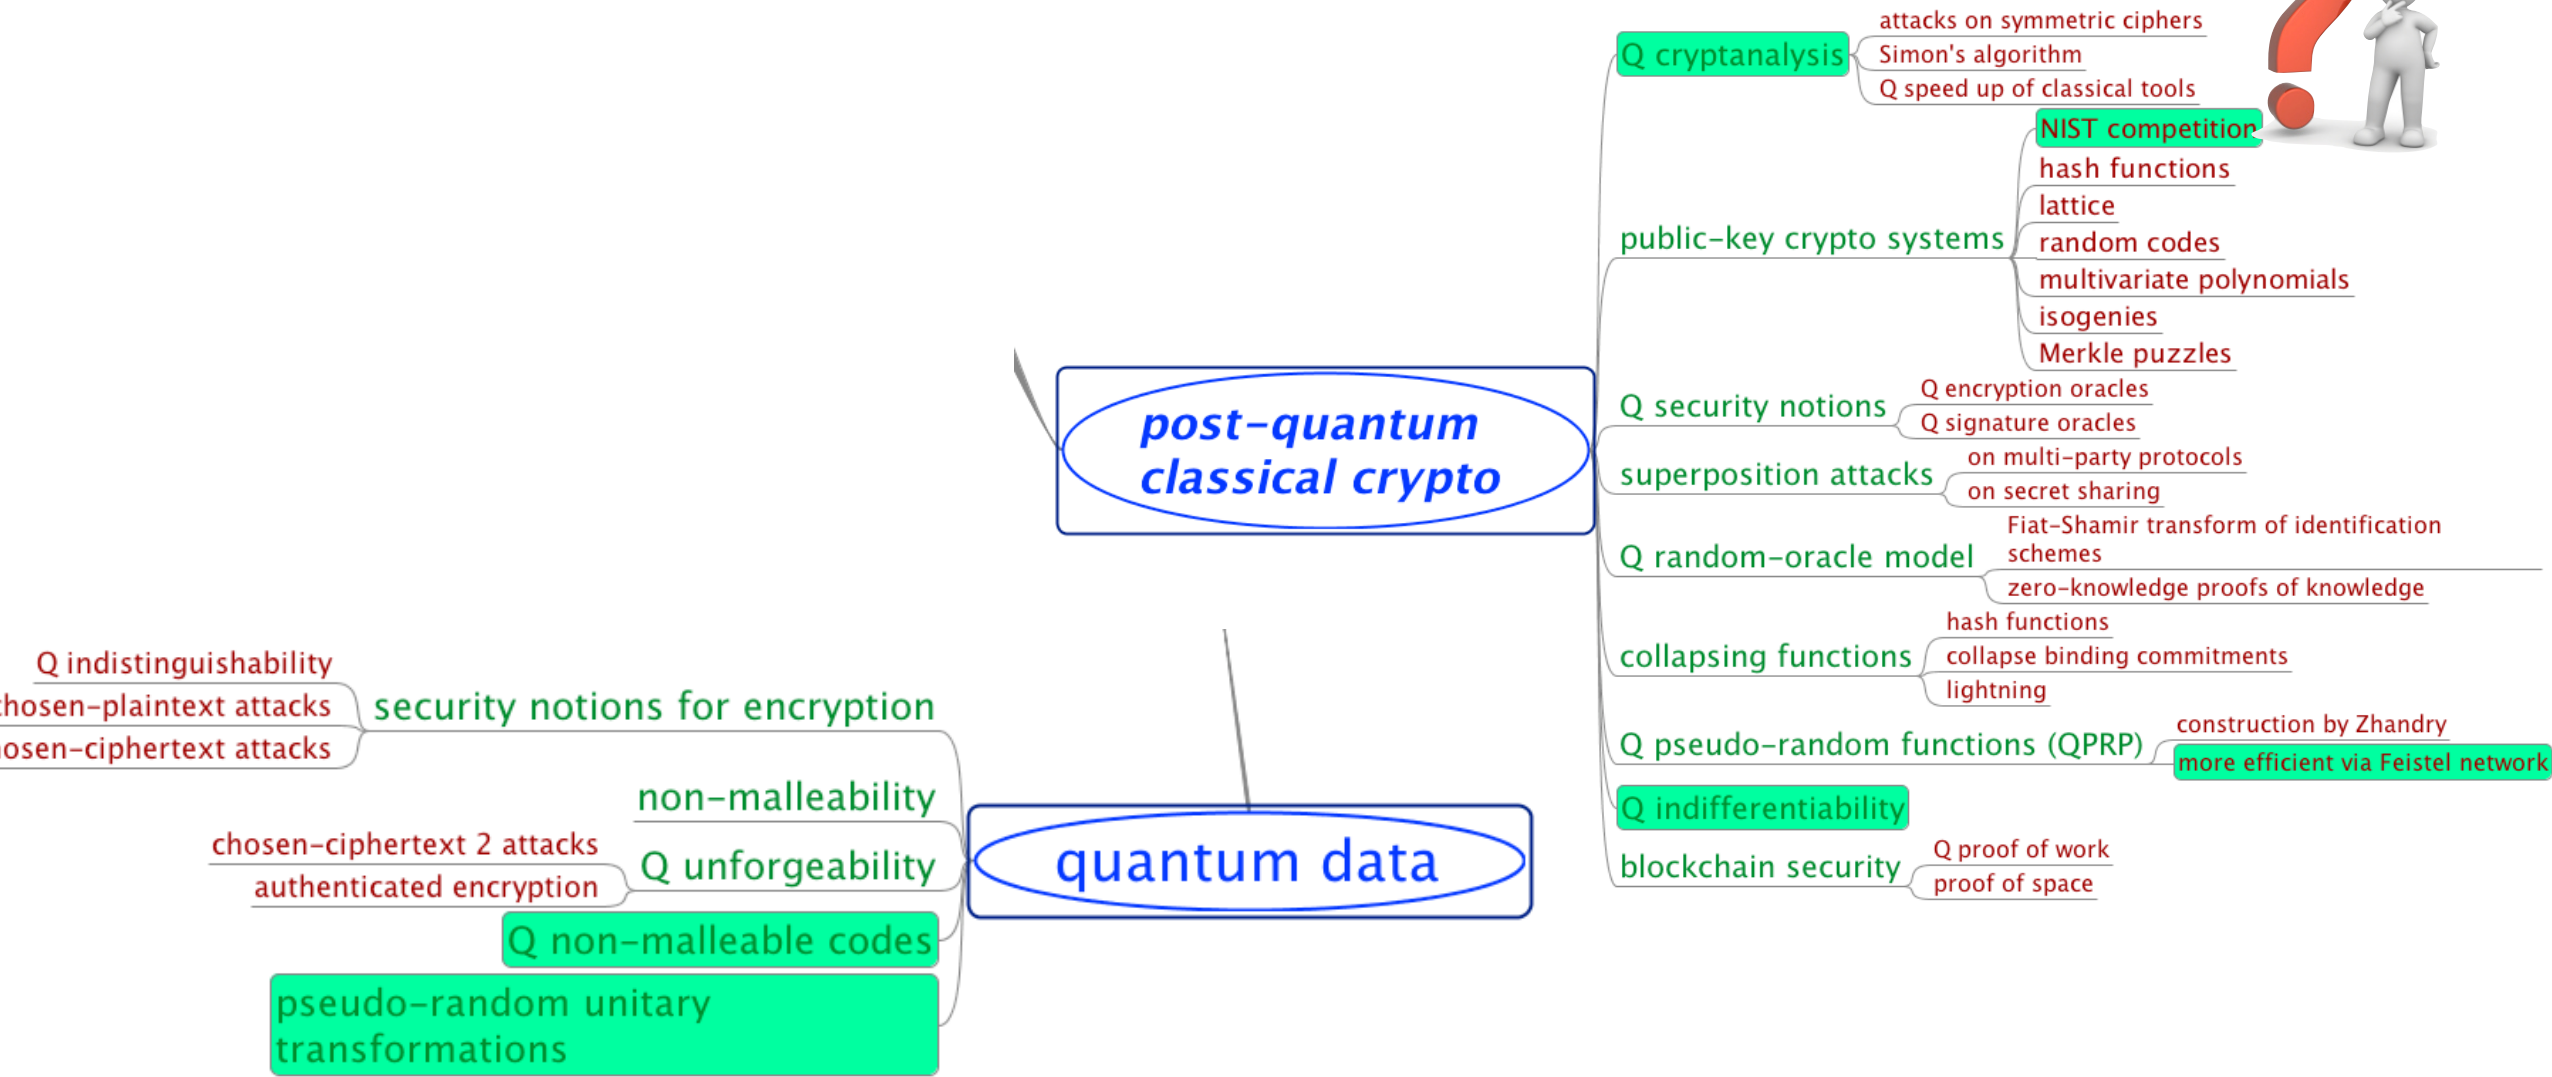 attacks on symmetric ciphers
Q cryptanalysis
Simon's algorithm
Q speed up of classical tools
NIST competition
hash functions
lattice
public-key crypto systems
random codes
multivariate polynomials
isogenies
Merkle puzzles
post-quantum
classical crypto
Q security notions
Q encryption oracles
Q signature oracles
superposition attacks
on multi-party protocols
on secret sharing
Q random-oracle model
Fiat-Shamir transform of identification
schemes
zero-knowledge proofs of knowledge
collapsing functions
hash functions
collapse binding commitments
lightning
Q pseudo-random functions (QPRP)
construction by Zhandry
more efficient via Feistel network
Q indifferentiability
blockchain security
Q proof of work
proof of space
Q indistinguishability
plaintext attacks
ciphertext attacks
security notions for encryption
non-malleability
chosen-ciphertext 2 attacks
authenticated encryption
Q unforgeability
quantum data
Q non-malleable codes
pseudo-random unitary
transformations